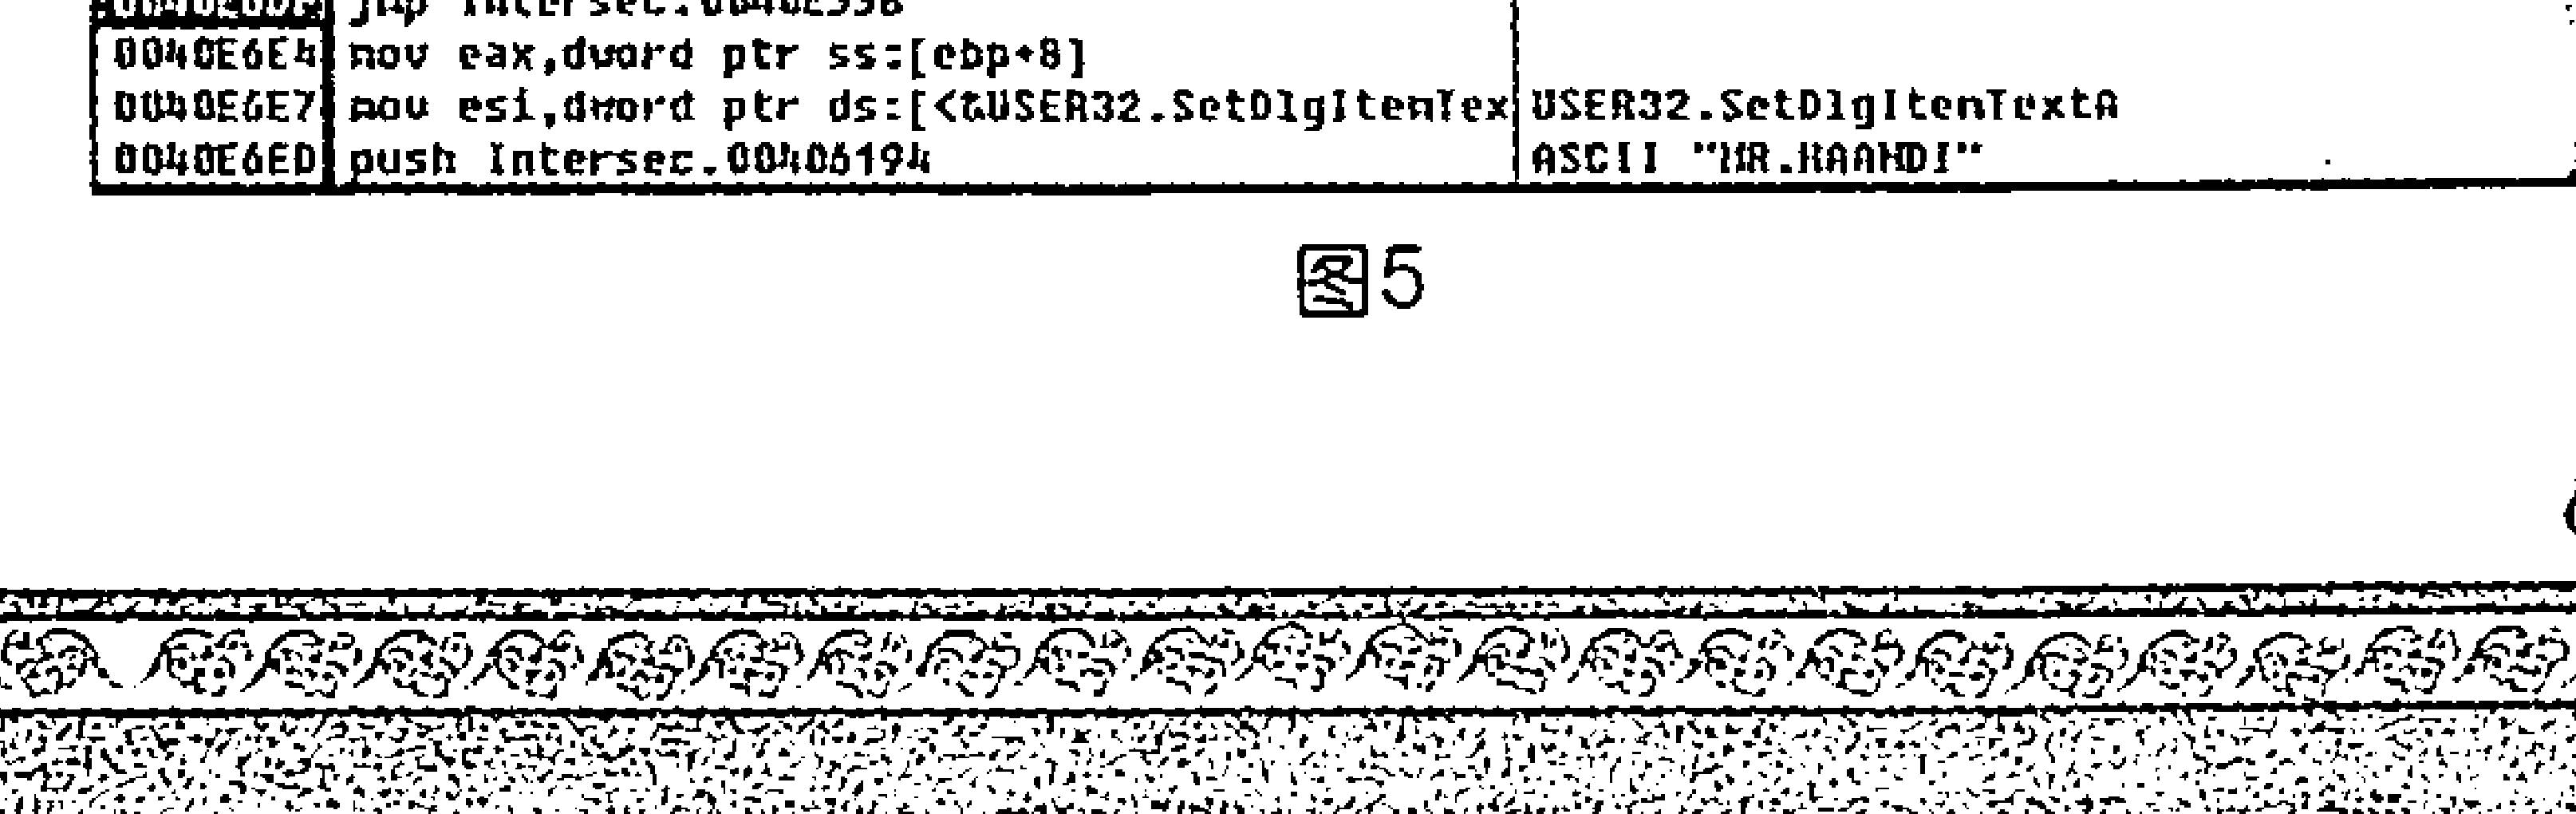 0040E6E4 mov eax,dword ptr ss:[ebp+8]
0040E6E7 mov esi,dword ptr ds:[<&USER32.SetDlgItemTex USER32.SetDlgItemTextA
0040E6ED push Intersec.00406194 ASCII "MR.HAANDI"
图5